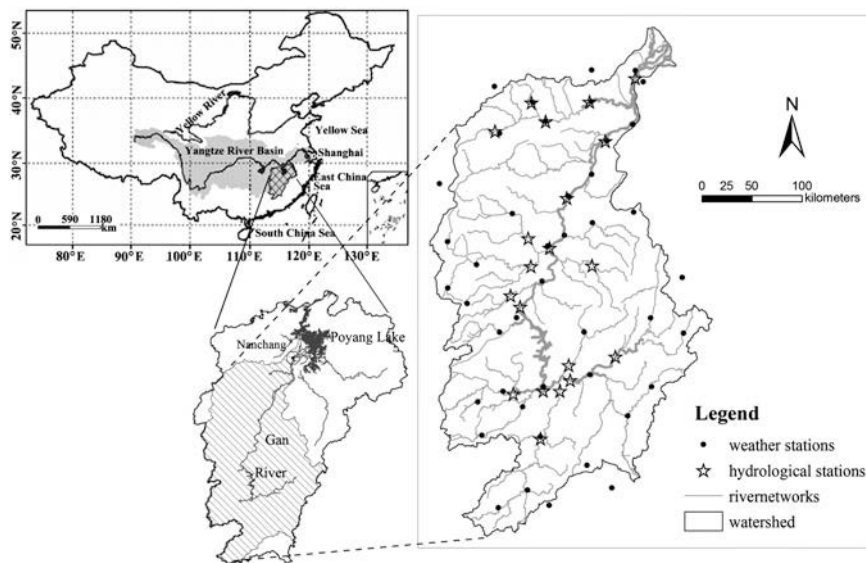 50°N
40°N
30°N
20°N
Yellow River
Yellow Sea
Yangtze River Basin
Shanghai
East China
Sea
0 590 1180
km
South China Sea
80°E 90°E 100°E 110°E 120°E 130°E
Nanchang
Poyang Lake
Gan
River
N
0 25 50 100
kilometers
Legend
weather stations
hydrological stations
rivernetworks
watershed